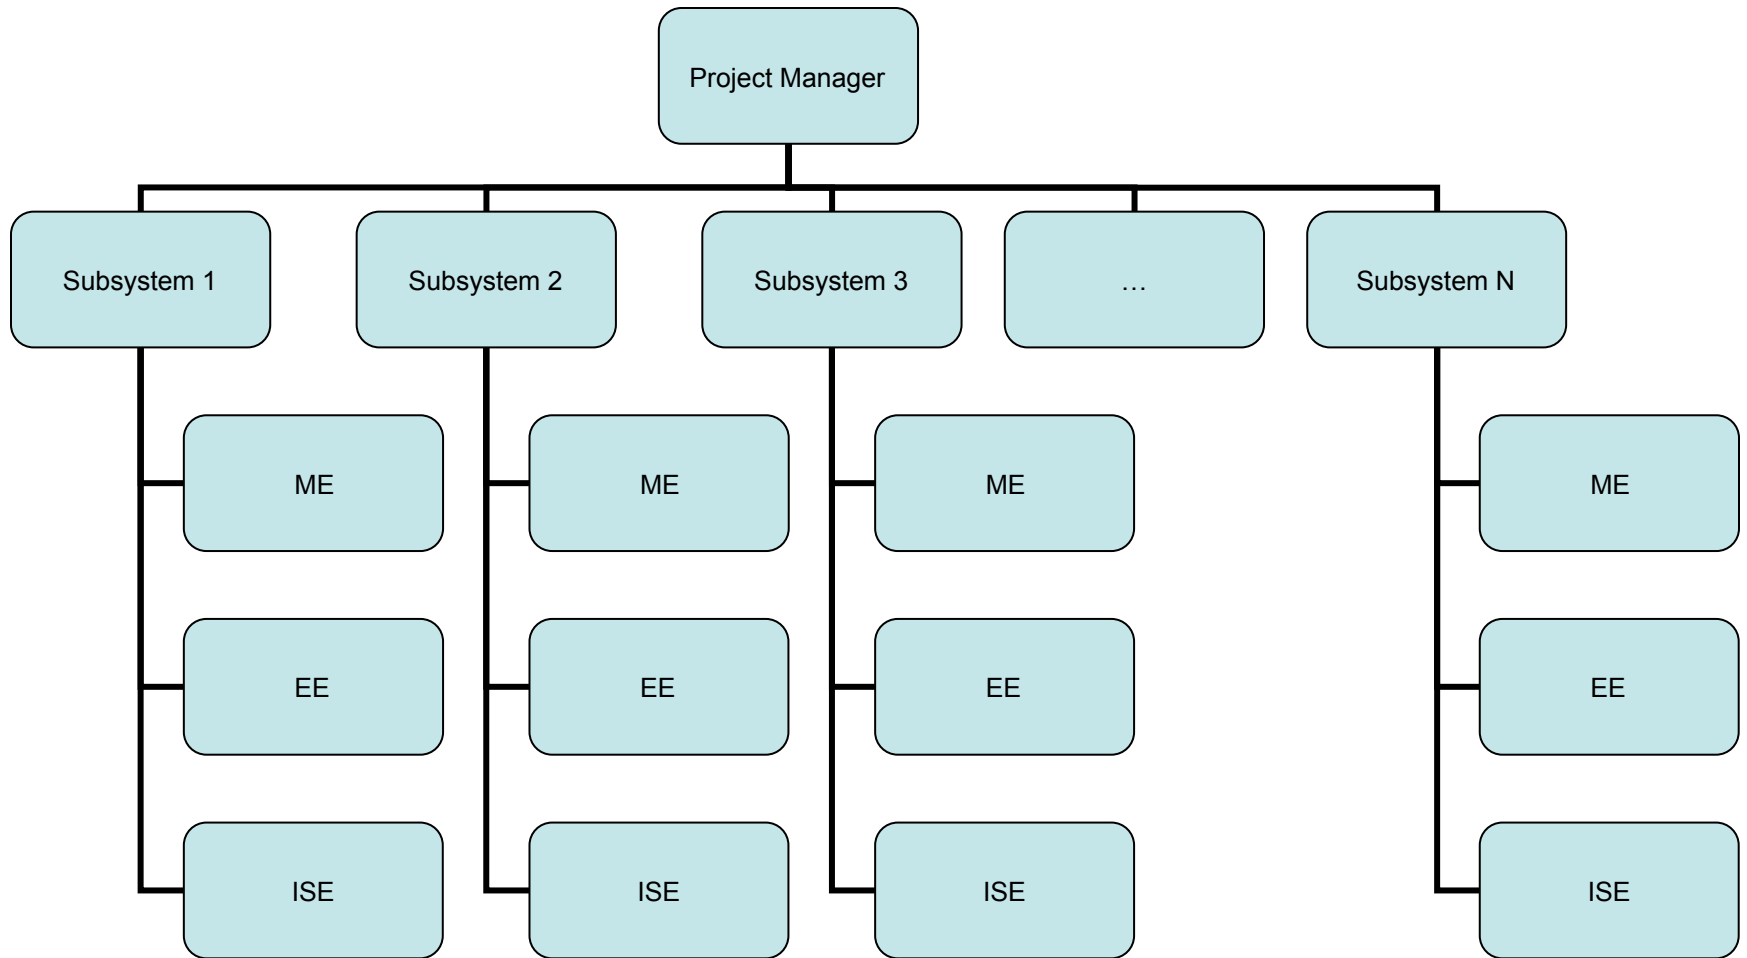 Project Manager
Subsystem 1
Subsystem 2
Subsystem 3
…
Subsystem N
ME
ME
ME
ME
EE
EE
EE
EE
ISE
ISE
ISE
ISE